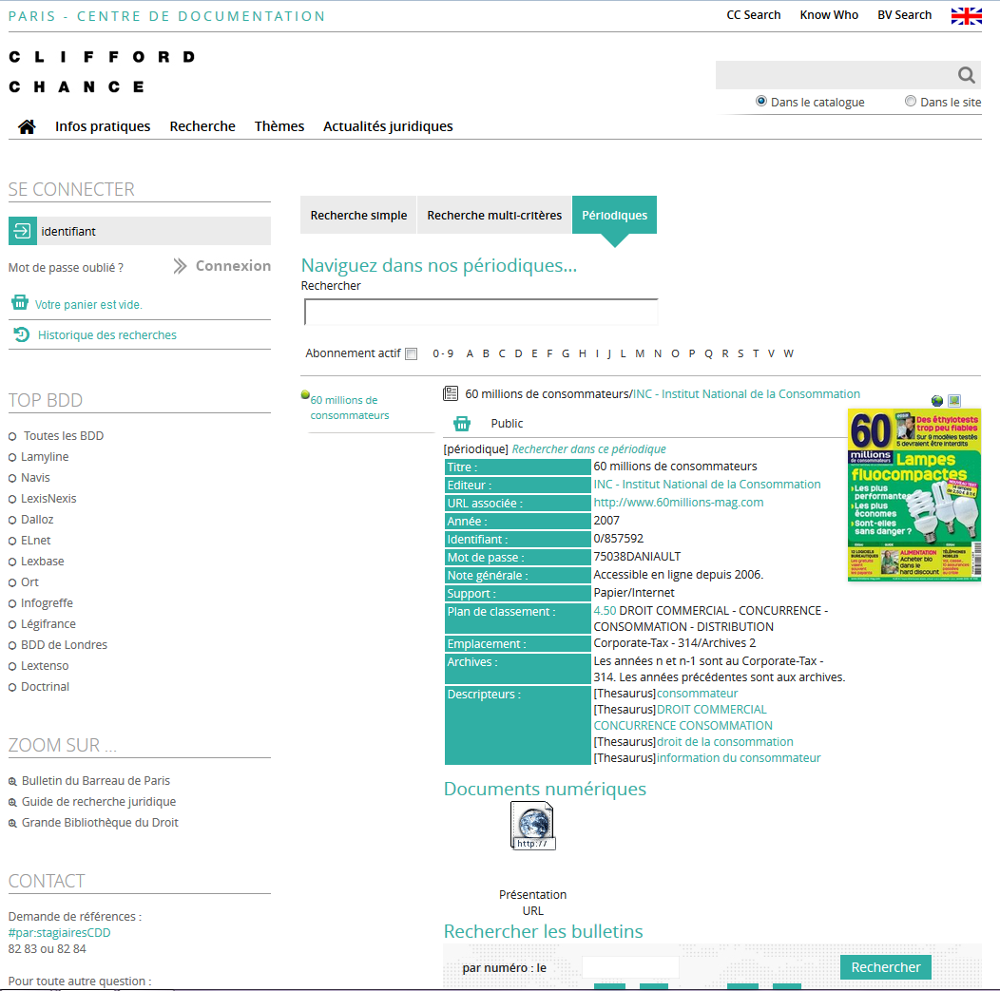 PARIS - CENTRE DE DOCUMENTATION
CC Search Know Who BV Search
CLIFFORD
CHANCE
Dans le catalogue Dans le site
Infos pratiques Recherche Thèmes Actualités juridiques
SE CONNECTER
identifiant
Mot de passe oublié ? Connexion
Votre panier est vide.
Historique des recherches
TOP BDD
Toutes les BDD
Lamyline
Navis
LexisNexis
Dalloz
ELnet
Lexbase
Ort
Infogreffe
Légifrance
BDD de Londres
Lextenso
Doctrinal
ZOOM SUR ...
Bulletin du Barreau de Paris
Guide de recherche juridique
Grande Bibliothèque du Droit
CONTACT
Demande de références :
#par:stagiairesCDD
82 83 ou 82 84
Pour toute autre question :
Recherche simple Recherche multi-critères Périodiques
Naviguez dans nos périodiques...
Rechercher
Abonnement actif 0 - 9 A B C D E F G H I J L M N O P Q R S T V W
60 millions de
consommateurs
60 millions de consommateurs/INC - Institut National de la Consommation
Public
[périodique] Rechercher dans ce périodique
Titre : 60 millions de consommateurs
Editeur : INC - Institut National de la Consommation
URL associée : http://www.60millions-mag.com
Année : 2007
Identifiant : 0/857592
Mot de passe : 75038DANIAULT
Note générale : Accessible en ligne depuis 2006.
Support : Papier/Internet
Plan de classement : 4.50 DROIT COMMERCIAL - CONCURRENCE -
CONSOMMATION - DISTRIBUTION
Emplacement : Corporate-Tax - 314/Archives 2
Archives : Les années n et n-1 sont au Corporate-Tax -
314. Les années précédentes sont aux archives.
Descripteurs : [Thesaurus]consommateur
[Thesaurus]DROIT COMMERCIAL
CONCURRENCE CONSOMMATION
[Thesaurus]droit de la consommation
[Thesaurus]information du consommateur
60
millions
de consommateurs
Des éthylotests
trop peu fiables
Sur 9 modèles testés
5 devraient être interdits
Lampes
fluocompactes
Les plus
performantes
Les plus
économes
Sont-elles
sans danger ?
ALIMENTATION
Acheter bio
dans le
hard discount
Documents numériques
http://
Présentation
URL
Rechercher les bulletins
par numéro : le Rechercher